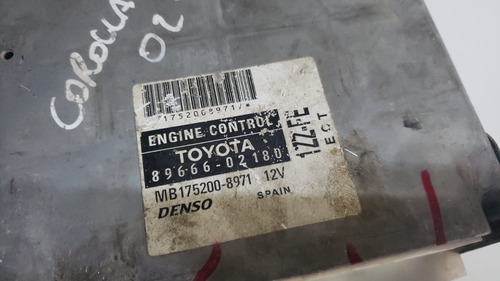 COROLLA
02
*1752008971*
ENGINE CONTROL
TOYOTA
89666-02180
MB175200-8971 12V
DENSO SPAIN
1ZZ-FE
ECT